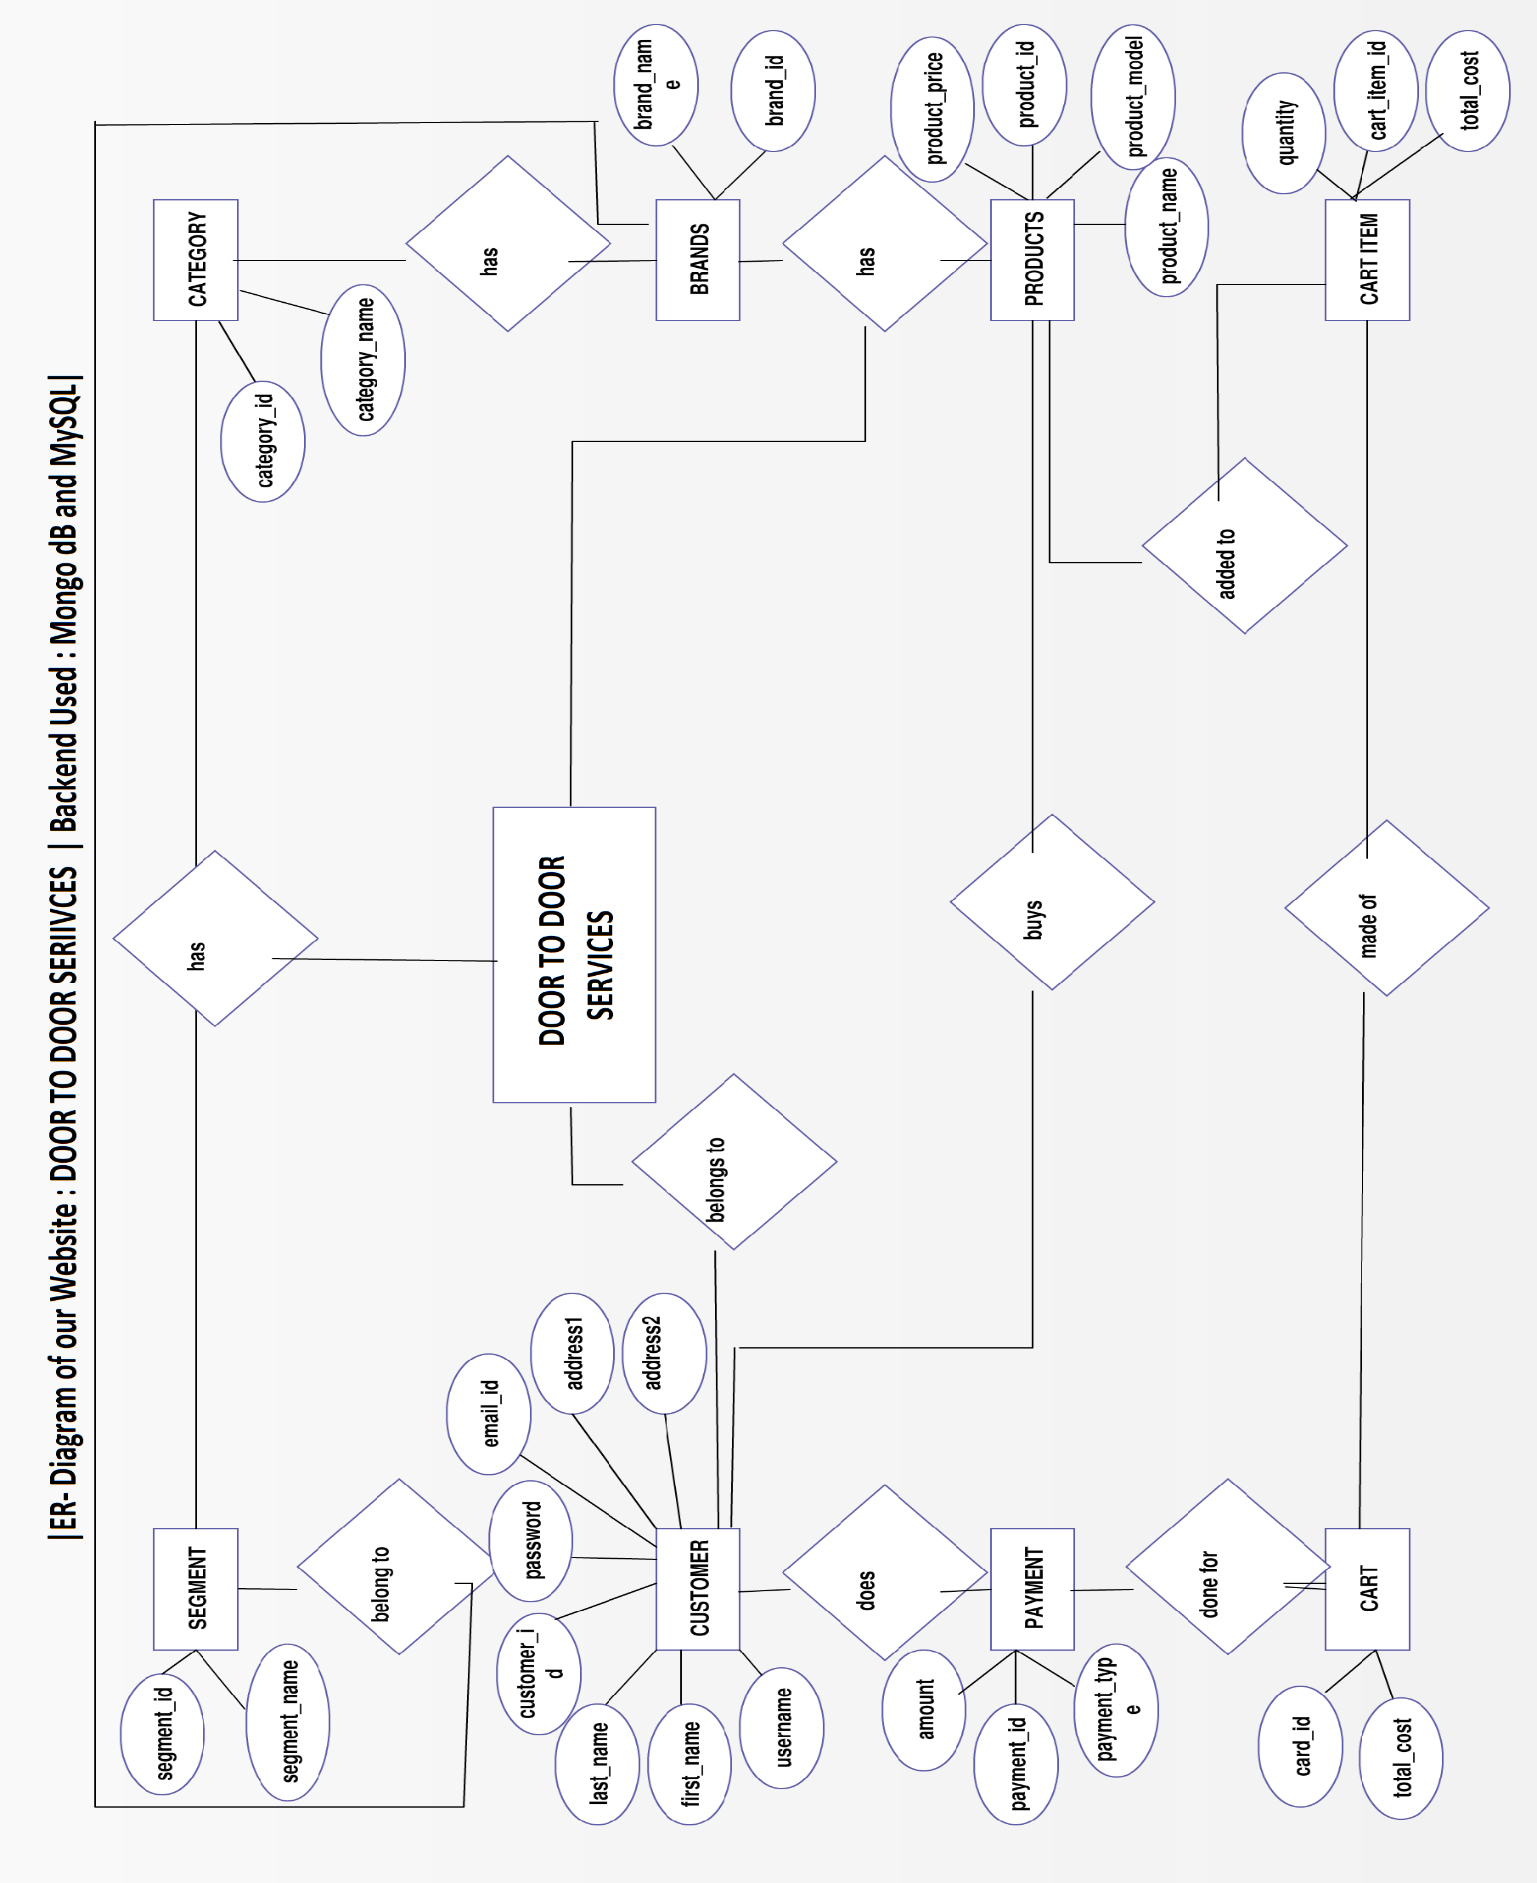 |ER- Diagram of our Website : DOOR TO DOOR SERIIVCES | Backend Used : Mongo dB and MySQL|
segment_id
segment_name
SEGMENT
has
CATEGORY
category_id
category_name
belong to
has
email_id
password
customer_i
d
address1
address2
last_name
first_name
username
CUSTOMER
belongs to
DOOR TO DOOR
SERVICES
BRANDS
brand_nam
e
brand_id
does
has
amount
payment_id
payment_typ
e
PAYMENT
buys
PRODUCTS
product_price
product_id
product_model
product_name
done for
added to
card_id
total_cost
CART
made of
CART ITEM
quantity
cart_item_id
total_cost